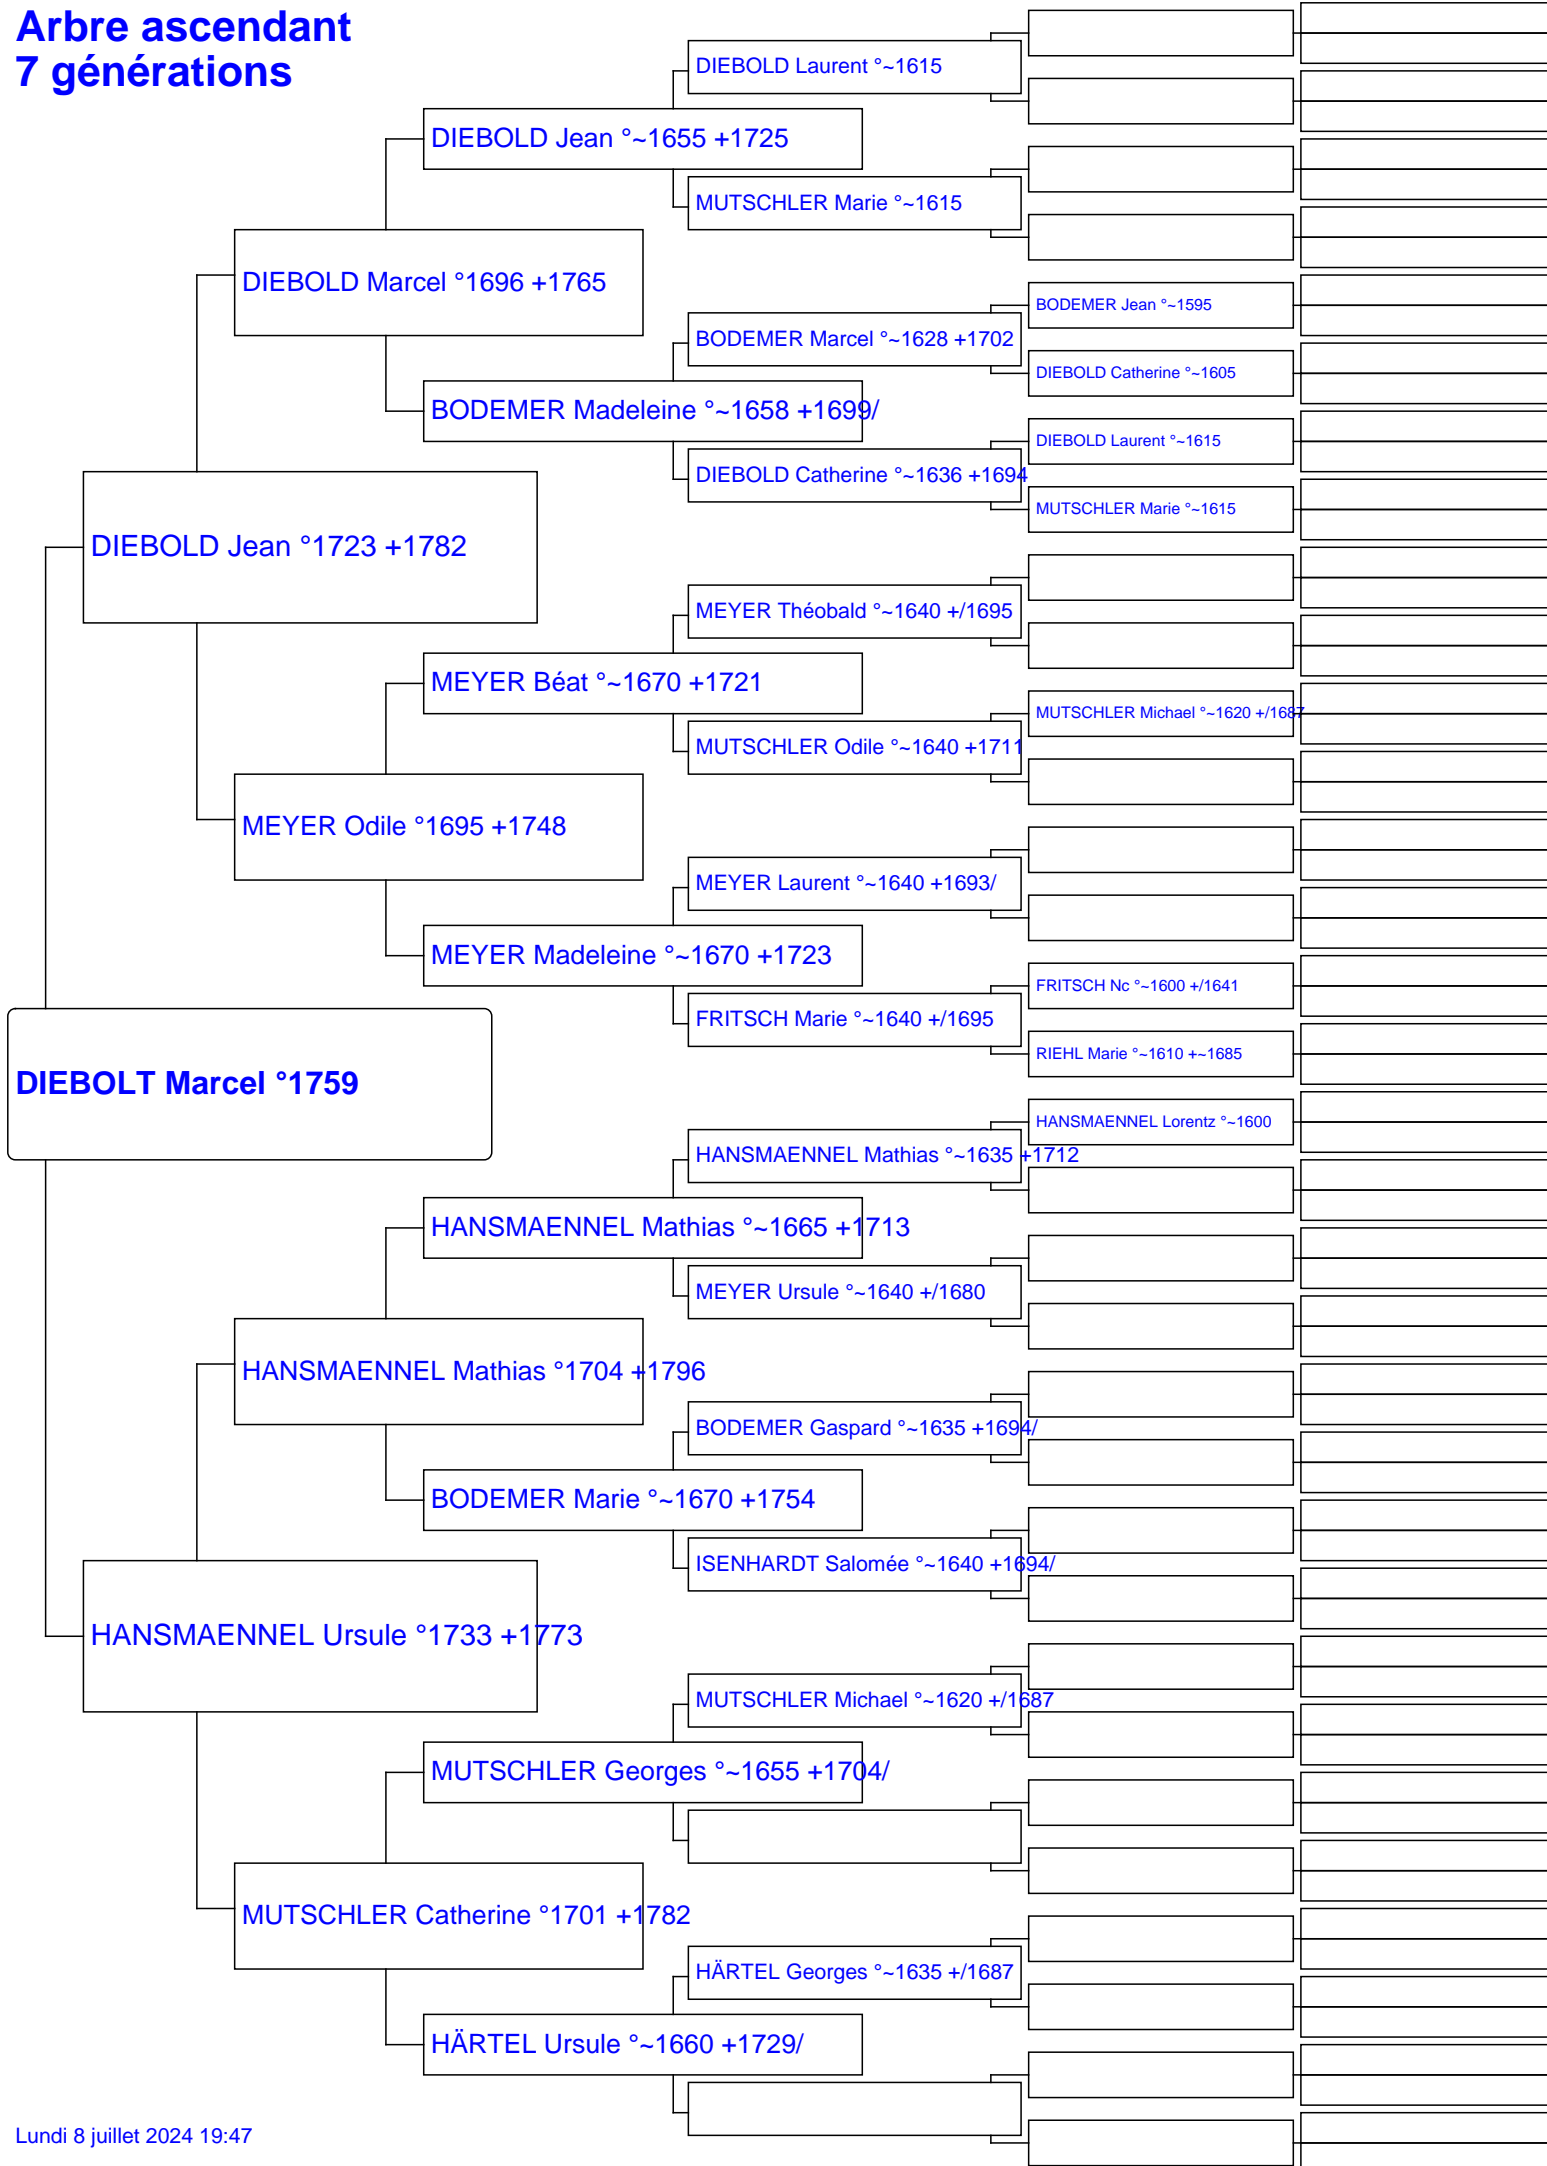 Arbre ascendant
7 générations
DIEBOLD Laurent °~1615
DIEBOLD Jean °~1655 +1725
MUTSCHLER Marie °~1615
DIEBOLD Marcel °1696 +1765
BODEMER Jean °~1595
BODEMER Marcel °~1628 +1702
DIEBOLD Catherine °~1605
BODEMER Madeleine °~1658 +1699/
DIEBOLD Laurent °~1615
DIEBOLD Catherine °~1636 +1694
MUTSCHLER Marie °~1615
DIEBOLD Jean °1723 +1782
MEYER Théobald °~1640 +/1695
MEYER Béat °~1670 +1721
MUTSCHLER Michael °~1620 +/1687
MUTSCHLER Odile °~1640 +1711
MEYER Odile °1695 +1748
MEYER Laurent °~1640 +1693/
MEYER Madeleine °~1670 +1723
FRITSCH Nc °~1600 +/1641
FRITSCH Marie °~1640 +/1695
RIEHL Marie °~1610 +~1685
DIEBOLT Marcel °1759
HANSMAENNEL Lorentz °~1600
HANSMAENNEL Mathias °~1635 +1712
HANSMAENNEL Mathias °~1665 +1713
MEYER Ursule °~1640 +/1680
HANSMAENNEL Mathias °1704 +1796
BODEMER Gaspard °~1635 +1694/
BODEMER Marie °~1670 +1754
ISENHARDT Salomée °~1640 +1694/
HANSMAENNEL Ursule °1733 +1773
MUTSCHLER Michael °~1620 +/1687
MUTSCHLER Georges °~1655 +1704/
MUTSCHLER Catherine °1701 +1782
HÄRTEL Georges °~1635 +/1687
HÄRTEL Ursule °~1660 +1729/
Lundi 8 juillet 2024 19:47